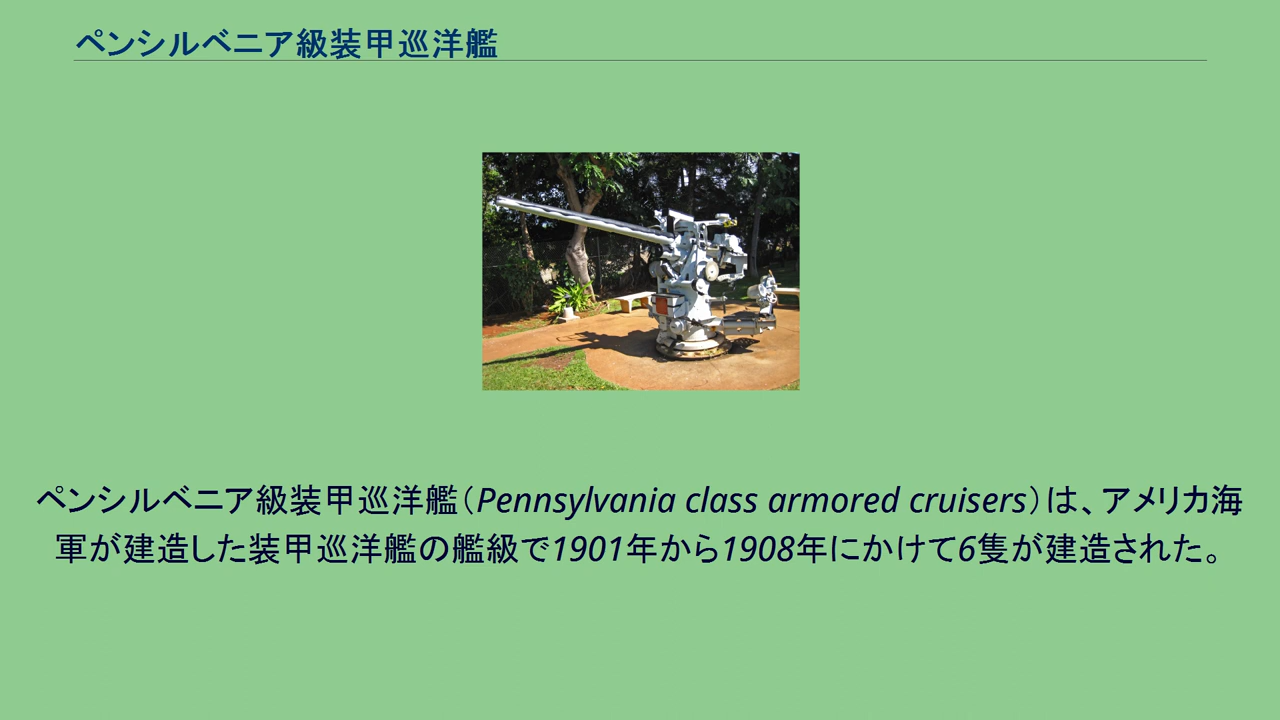 ペンシルベニア級装甲巡洋艦
ペンシルベニア級装甲巡洋艦（Pennsylvania class armored cruisers）は、アメリカ海
軍が建造した装甲巡洋艦の艦級で1901年から1908年にかけて6隻が建造された。